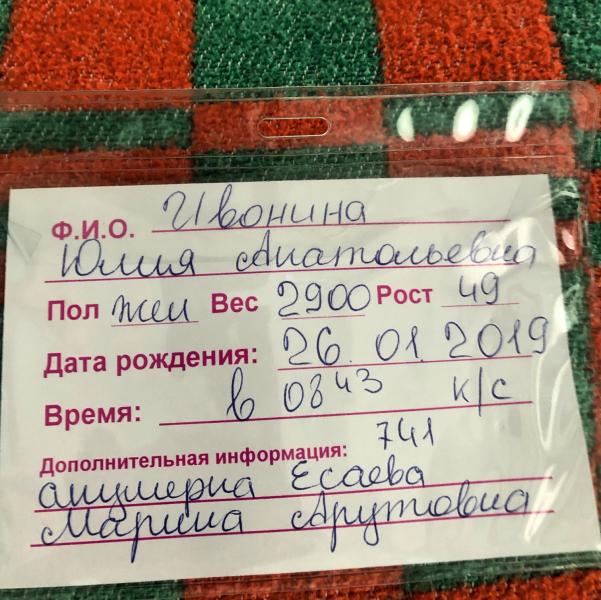 Ф.И.О. Ивонина
Юлия Анатольевна
Пол жен Вес 2900 Рост 49
Дата рождения: 26.01.2019
Время: в 08 43 к/с
741
Дополнительная информация:
акушерка Есаева
Марина Арутовна